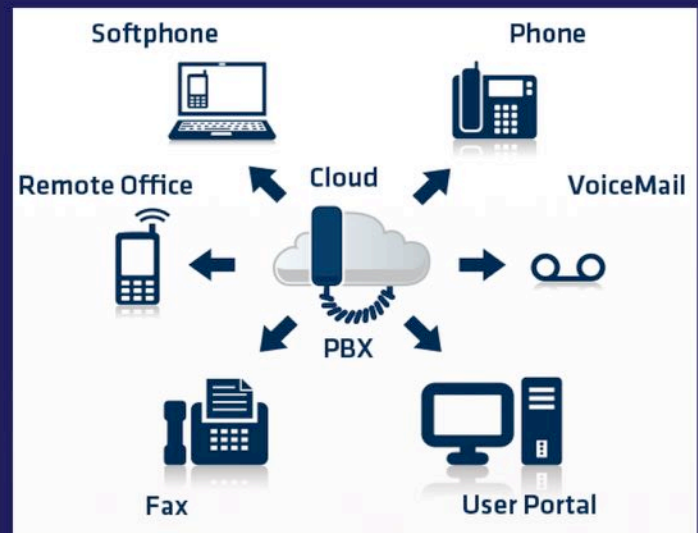 Softphone
Phone
Remote Office
Cloud
VoiceMail
PBX
Fax
User Portal